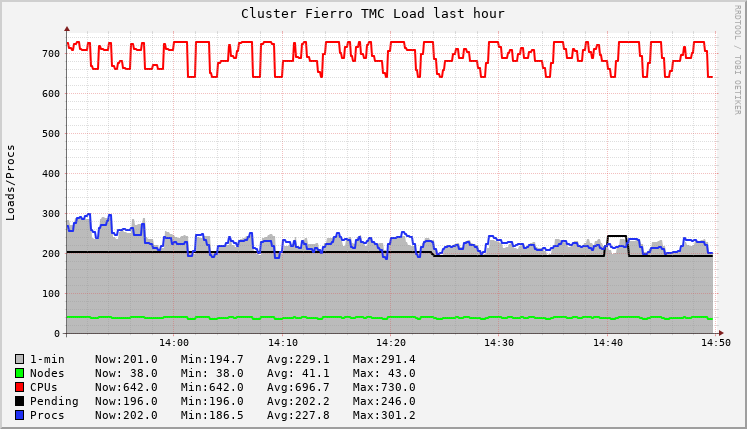 Cluster Fierro TMC Load last hour
RRDTOOL / TOBI OETIKER
Loads/Procs
700
600
500
400
300
200
100
0
14:00 14:10 14:20 14:30 14:40 14:50
1-min Now:201.0 Min:194.7 Avg:229.1 Max:291.4
Nodes Now: 38.0 Min: 38.0 Avg: 41.1 Max: 43.0
CPUs Now:642.0 Min:642.0 Avg:696.7 Max:730.0
Pending Now:196.0 Min:196.0 Avg:202.2 Max:246.0
Procs Now:202.0 Min:186.5 Avg:227.8 Max:301.2